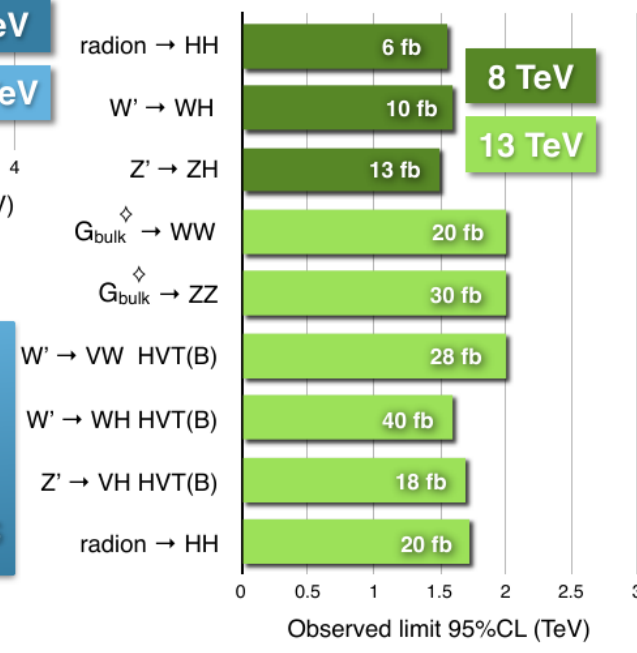 eV
eV
4
V)
radion → HH 6 fb
W' → WH 10 fb
Z' → ZH 13 fb
G◇bulk → WW 20 fb
G◇bulk → ZZ 30 fb
W' → VW HVT(B) 28 fb
W' → WH HVT(B) 40 fb
Z' → VH HVT(B) 18 fb
radion → HH 20 fb
8 TeV
13 TeV
0 0.5 1 1.5 2 2.5 3
Observed limit 95%CL (TeV)